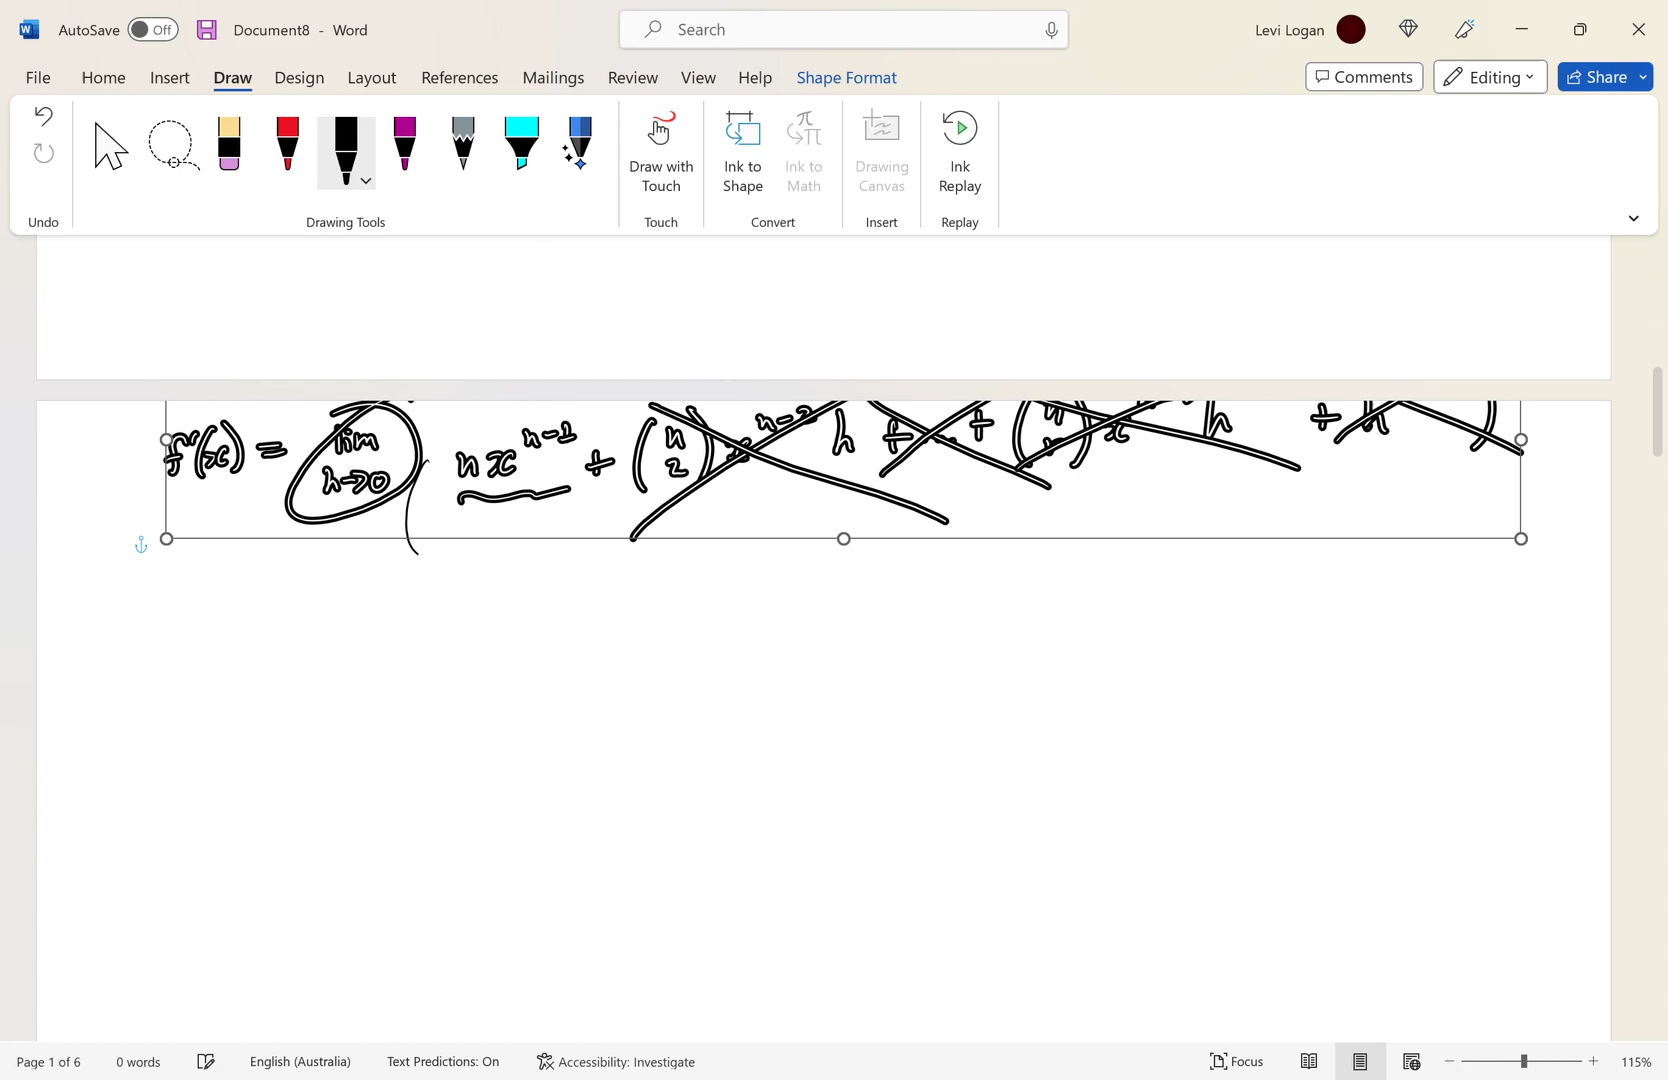 AutoSave Off Document8 - Word Search Levi Logan
File Home Insert Draw Design Layout References Mailings Review View Help Shape Format Comments Editing Share
Draw with Touch
Ink to Shape
Ink to Math
Drawing Canvas
Ink Replay
Undo Drawing Tools Touch Convert Insert Replay
f'(x) = lim h→0 ( nx^{n-1} + (n 2) x^{n-2} h + + (n) x h + h )
Page 1 of 6 0 words English (Australia) Text Predictions: On Accessibility: Investigate Focus 115%